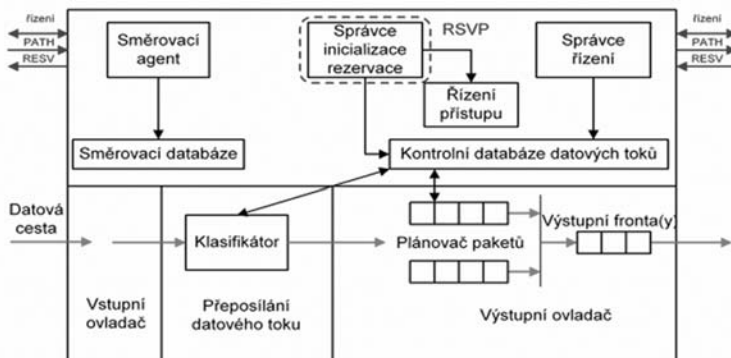 řízení
PATH
RESV
Směrovací
agent
Správce
inicializace
rezervace
RSVP
Řízení
přístupu
Správce
řízení
řízení
PATH
RESV
Směrovací databáze
Kontrolní databáze datových toků
Datová
cesta
Klasifikátor
Plánovač paketů
Výstupní fronta(y)
Vstupní
ovladač
Přeposílání
datového toku
Výstupní ovladač